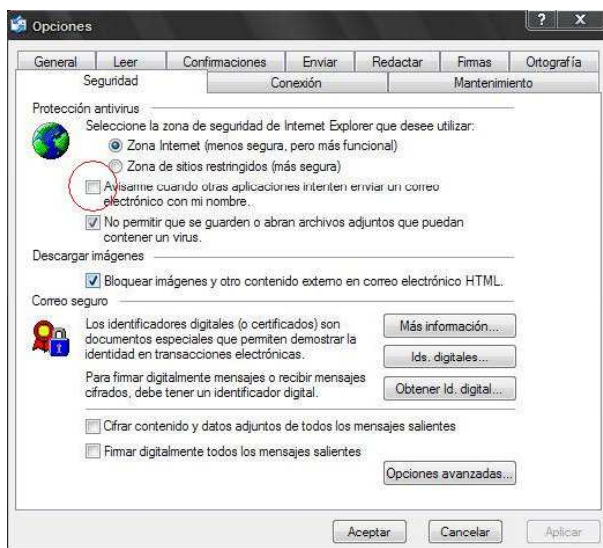 Opciones
? X
General Leer Confirmaciones Enviar Redactar Firmas Ortografía
Seguridad Conexión Mantenimiento
Protección antivirus
Seleccione la zona de seguridad de Internet Explorer que desee utilizar:
Zona Internet (menos segura, pero más funcional)
Zona de sitios restringidos (más segura)
Avisarme cuando otras aplicaciones intenten enviar un correo
electrónico con mi nombre.
No permitir que se guarden o abran archivos adjuntos que puedan
contener un virus.
Descargar imágenes
Bloquear imágenes y otro contenido externo en correo electrónico HTML.
Correo seguro
Los identificadores digitales (o certificados) son
documentos especiales que permiten demostrar la
identidad en transacciones electrónicas.
Más información...
Ids. digitales...
Para firmar digitalmente mensajes o recibir mensajes
cifrados, debe tener un identificador digital.
Obtener Id. digital...
Cifrar contenido y datos adjuntos de todos los mensajes salientes
Firmar digitalmente todos los mensajes salientes
Opciones avanzadas...
Aceptar Cancelar Aplicar